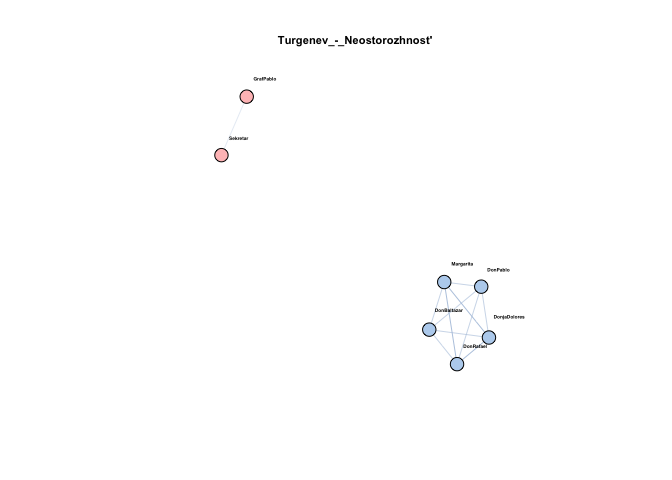 Turgenev_-_Neostorozhnost'
GrafPablo
Sekretar
Margarita
DonPablo
DonBaltazar
DonjaDolores
DonRafael